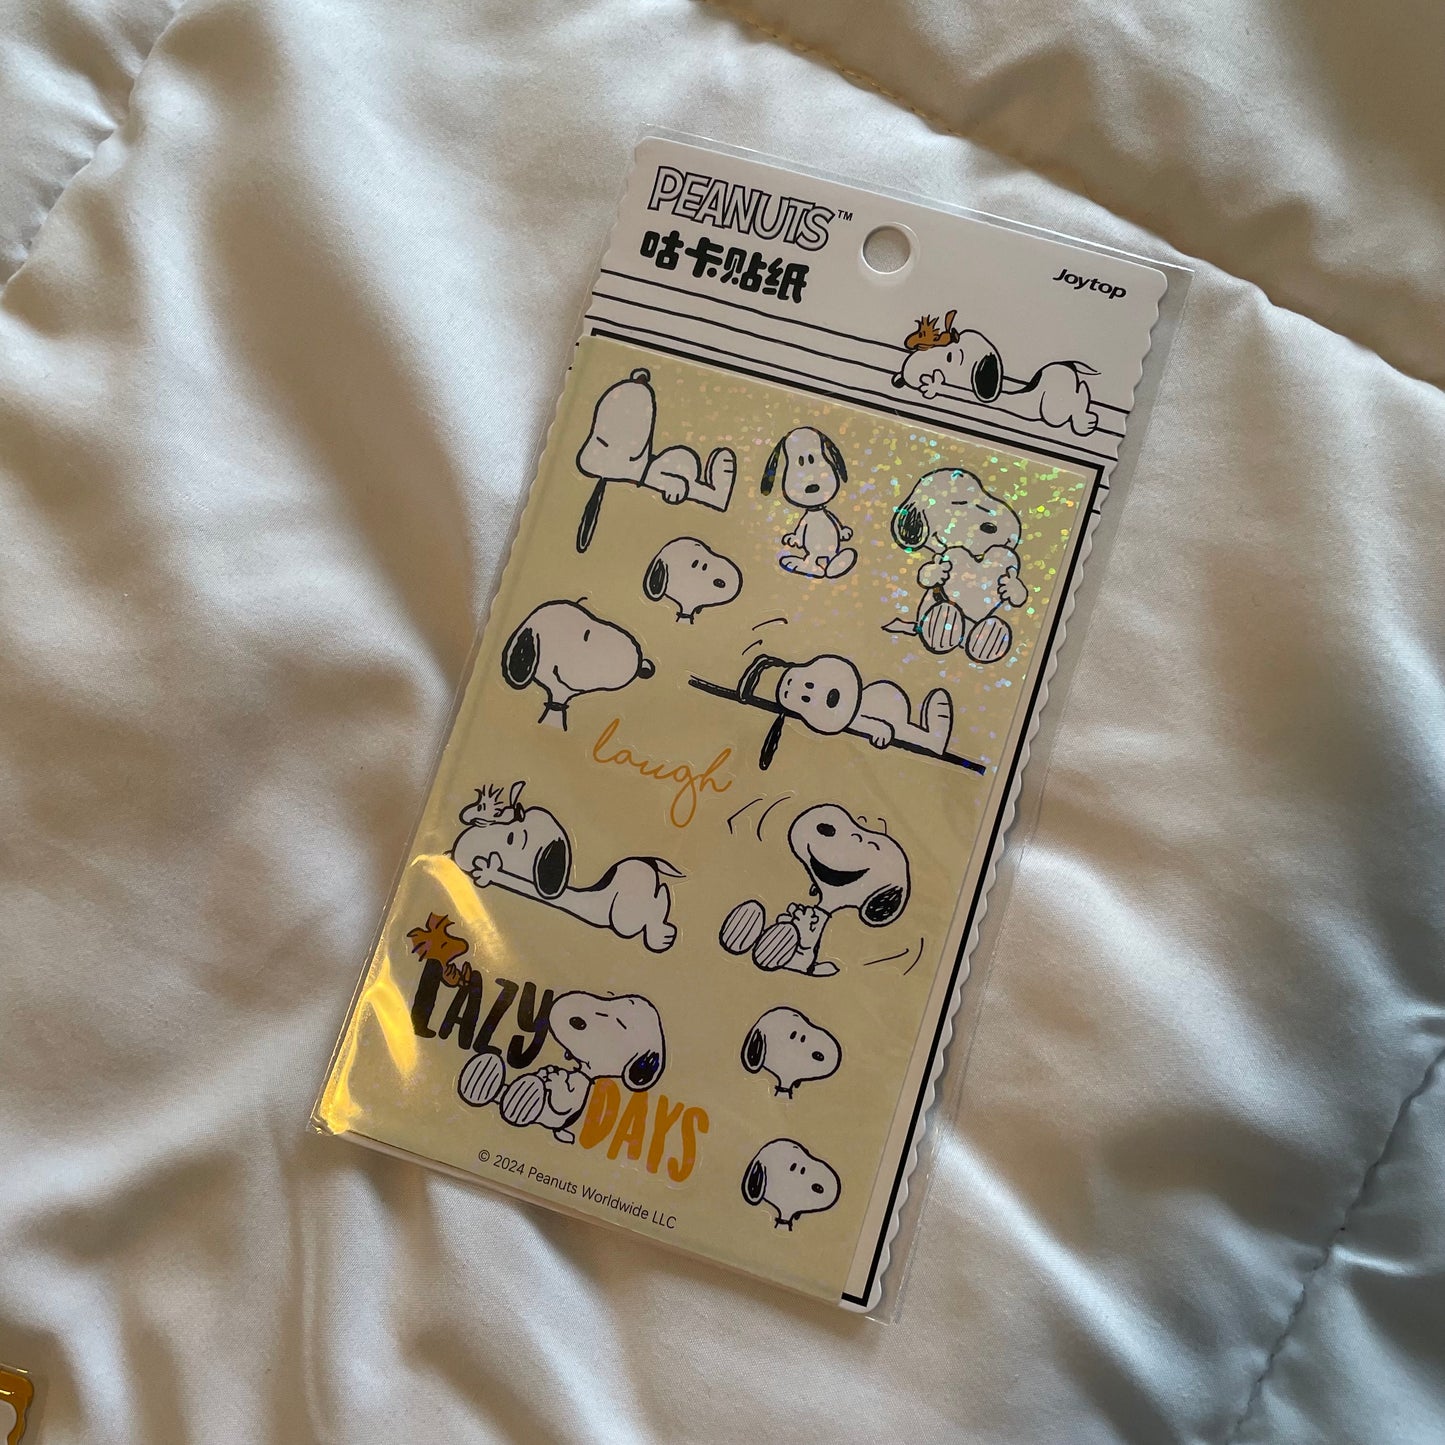 PEANUTS™
咕卡贴纸
Joytop
laugh
LAZY
DAYS
© 2024 Peanuts Worldwide LLC